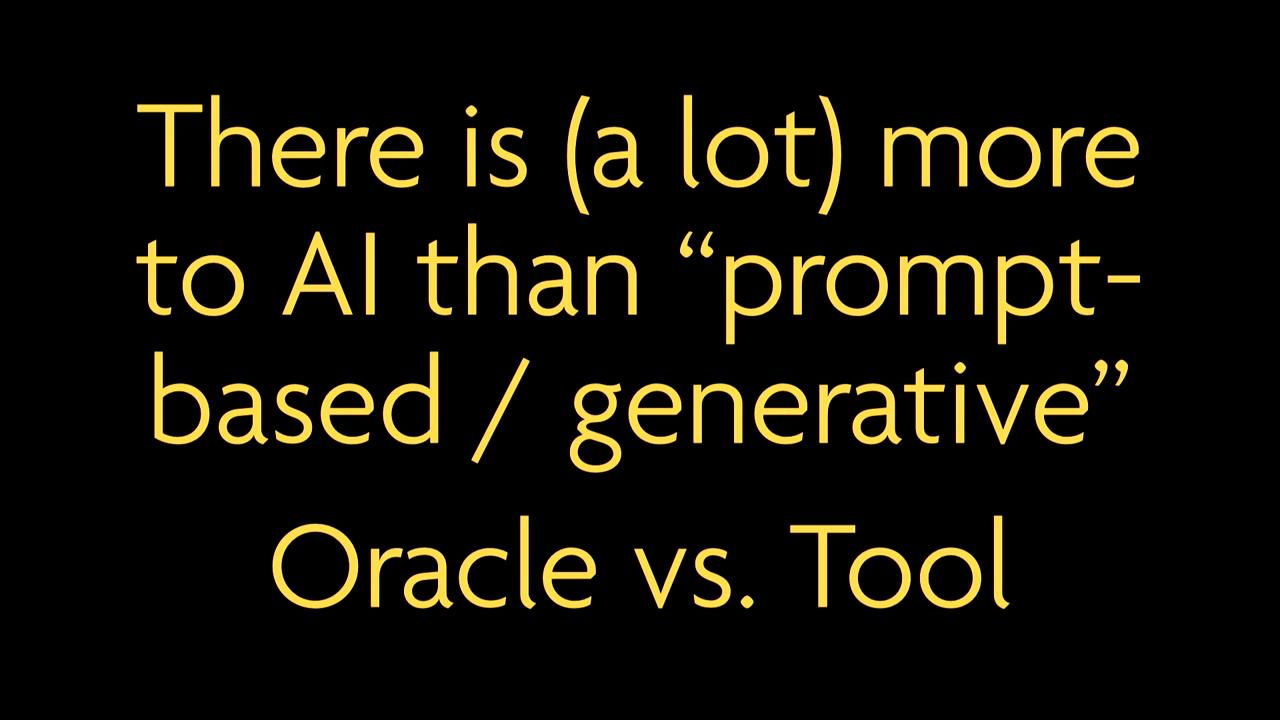 There is (a lot) more
to AI than “prompt-
based / generative”
Oracle vs. Tool